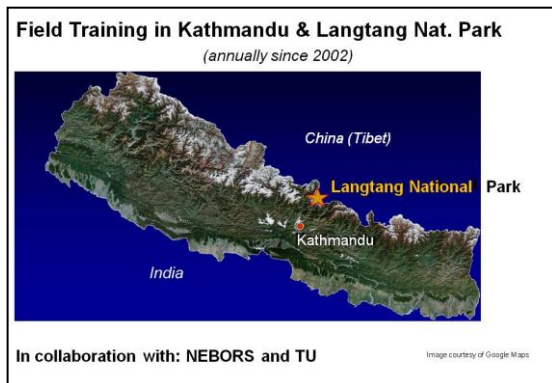 Field Training in Kathmandu & Langtang Nat. Park
(annually since 2002)
China (Tibet)
Langtang National Park
Kathmandu
India
In collaboration with: NEBORS and TU
Image courtesy of Google Maps